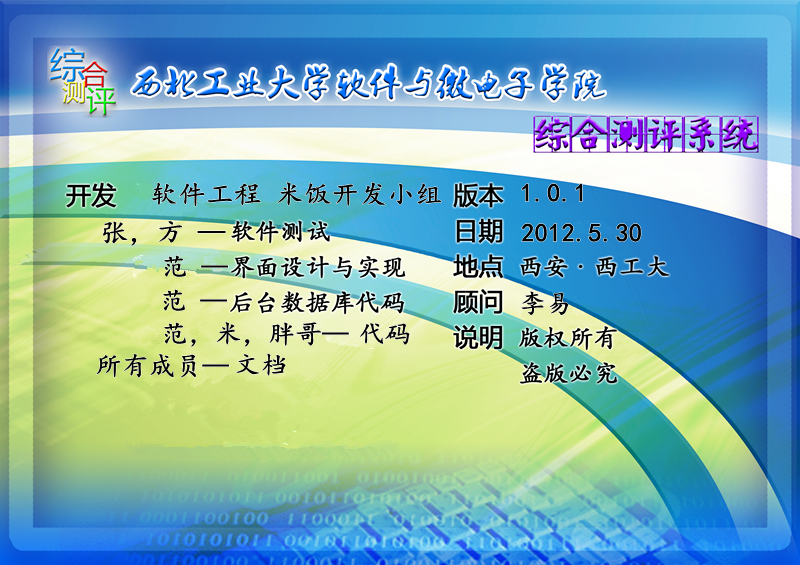 综合
测评
西北工业大学软件与微电子学院
综合测评系统
开发 软件工程 米饭开发小组
张，方 —软件测试
范 —界面设计与实现
范 —后台数据库代码
范，米，胖哥— 代码
所有成员— 文档
版本 1.0.1
日期 2012.5.30
地点 西安·西工大
顾问 李易
说明 版权所有
盗版必究